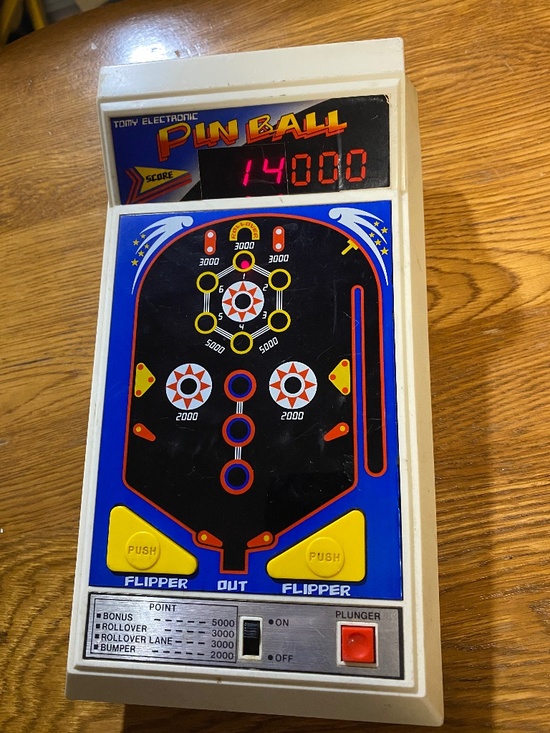 TOMY ELECTRONIC
PIN BALL
SCORE
14000
ROLLOVER
3000
3000
3000
1
6
2
5
3
4
5000
5000
2000
2000
PUSH
PUSH
FLIPPER
OUT
FLIPPER
POINT
■ BONUS ---- 5000
■ ROLLOVER ---- 3000
■ ROLLOVER LANE ---- 3000
■ BUMPER ---- 2000
● ON
● OFF
PLUNGER